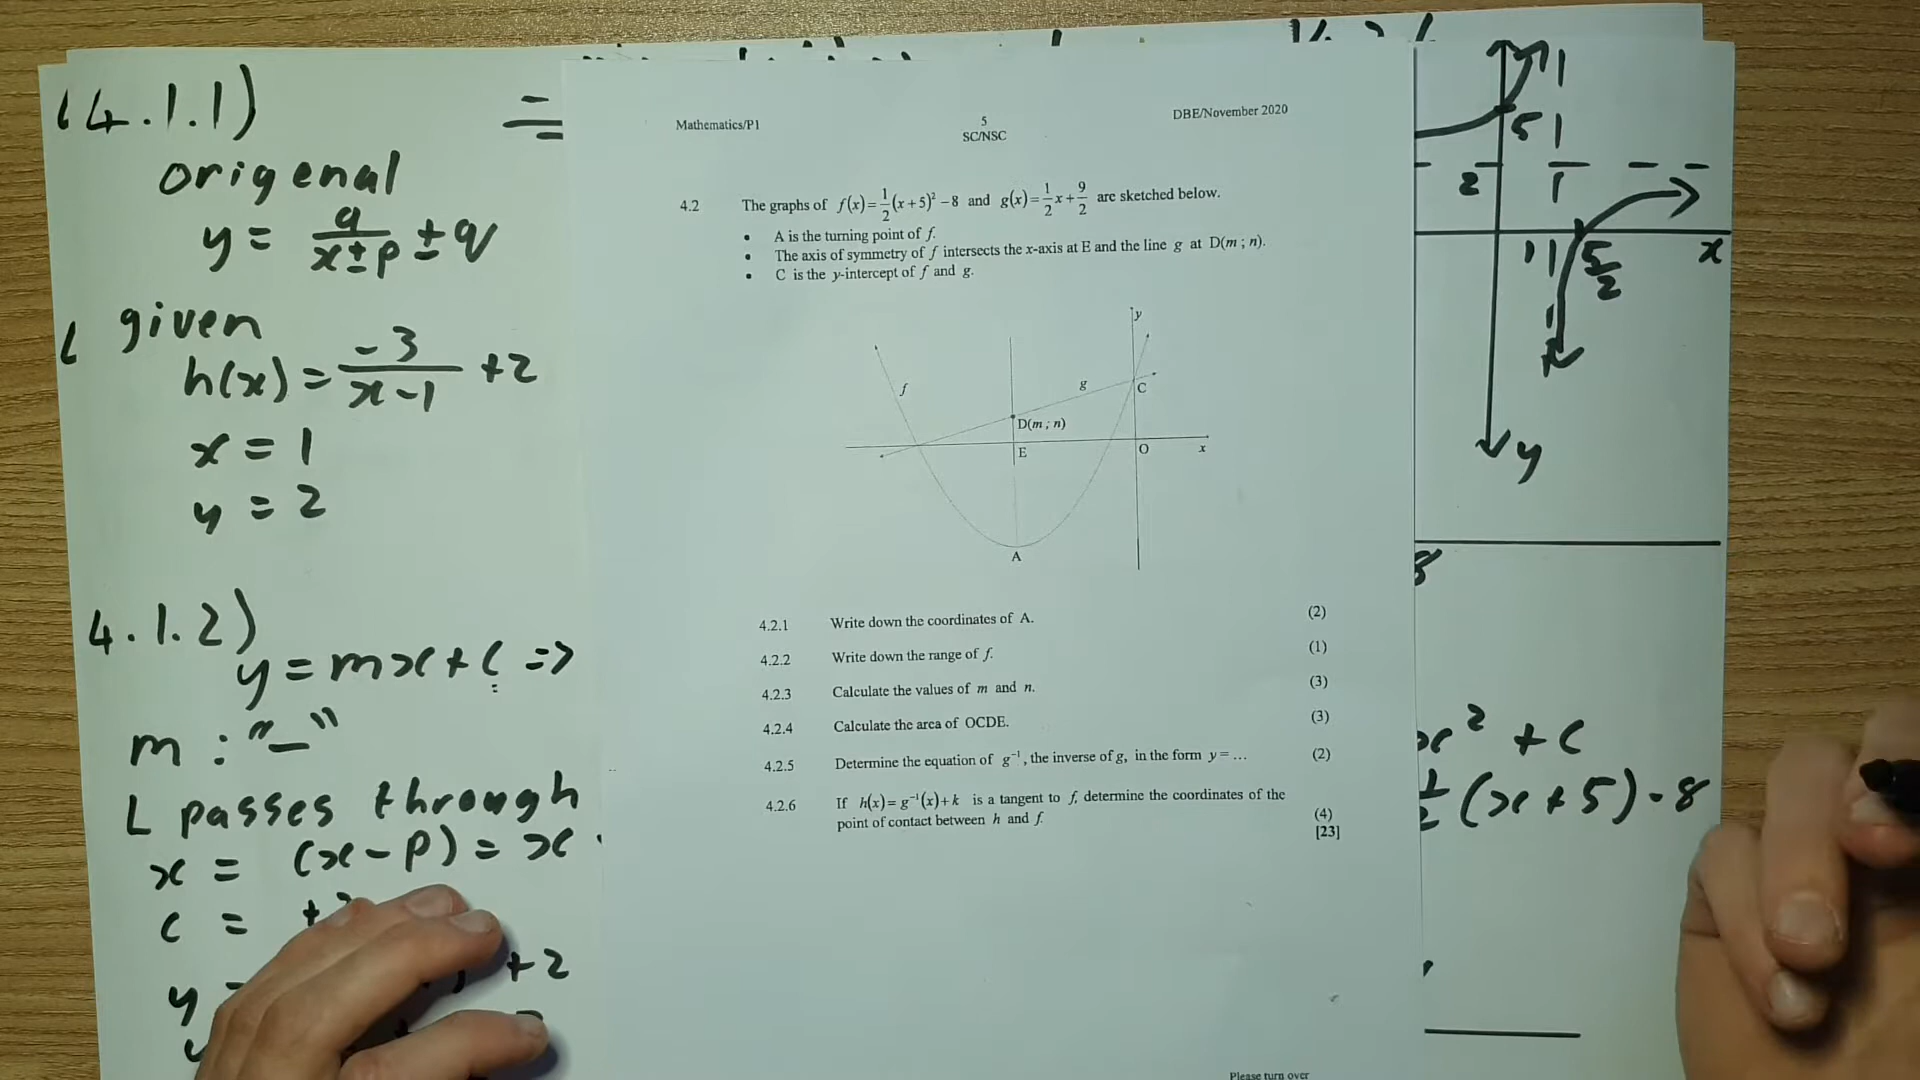 (4.1.1)
origenal
y = a/x±p ± q
given
h(x) = -3/x-1 +2
x = 1
y = 2
4.1.2)
y = mx + c =>
m : "-"
L passes through
x = (x-p) = x
c =
y
+2
Mathematics/P1
5
SC/NSC
DBE/November 2020
4.2 The graphs of f(x)=1/2(x+5)²−8 and g(x)=1/2x+9/2 are sketched below.
• A is the turning point of f.
• The axis of symmetry of f intersects the x-axis at E and the line g at D(m ; n).
• C is the y-intercept of f and g.
y
f
g
C
D(m ; n)
E
O
x
A
4.2.1 Write down the coordinates of A. (2)
4.2.2 Write down the range of f. (1)
4.2.3 Calculate the values of m and n. (3)
4.2.4 Calculate the area of OCDE. (3)
4.2.5 Determine the equation of g⁻¹, the inverse of g, in the form y=... (2)
4.2.6 If h(x)=g⁻¹(x)+k is a tangent to f, determine the coordinates of the
point of contact between h and f. (4)
[23]
Please turn over
5
2
1
5/2
x
y
8
x² + c
1/2 (x+5)-8